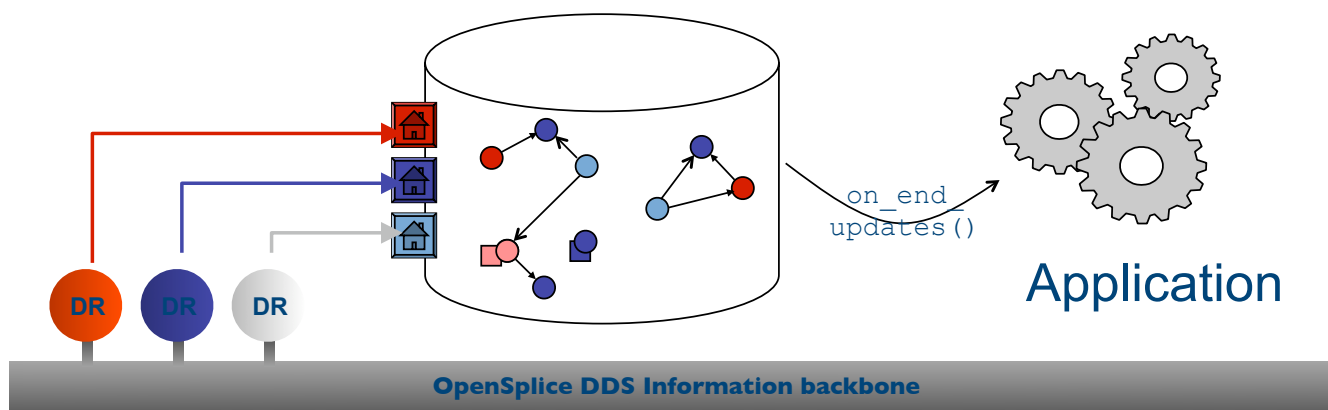 on_end_
updates()
Application
DR
DR
DR
OpenSplice DDS Information backbone